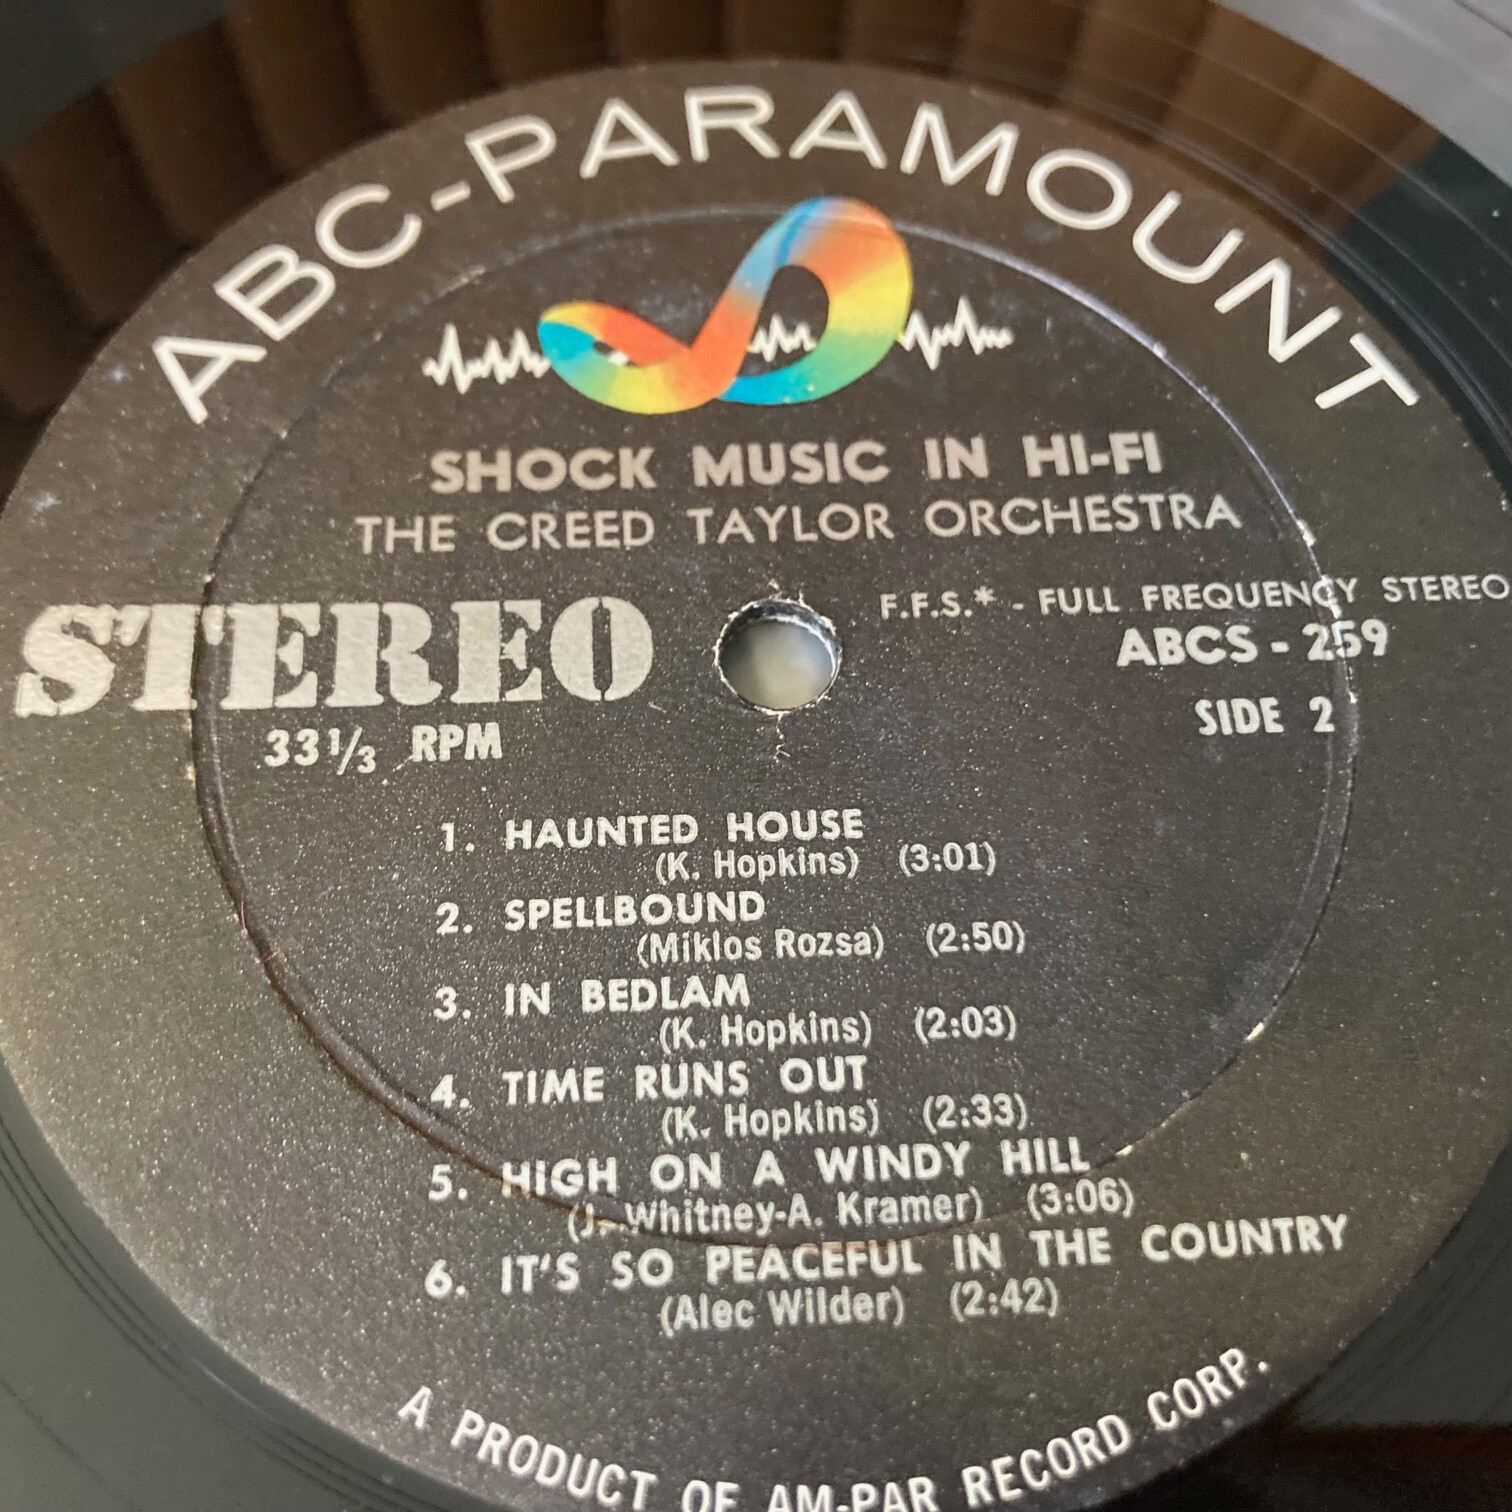 ABC-PARAMOUNT
SHOCK MUSIC IN HI-FI
THE CREED TAYLOR ORCHESTRA
STEREO
33 1/3 RPM
F.F.S.* - FULL FREQUENCY STEREO
ABCS - 259
SIDE 2
1. HAUNTED HOUSE
(K. Hopkins) (3:01)
2. SPELLBOUND
(Miklos Rozsa) (2:50)
3. IN BEDLAM
(K. Hopkins) (2:03)
4. TIME RUNS OUT
(K. Hopkins) (2:33)
5. HIGH ON A WINDY HILL
(J. Whitney-A. Kramer) (3:06)
6. IT'S SO PEACEFUL IN THE COUNTRY
(Alec Wilder) (2:42)
A PRODUCT OF AM-PAR RECORD CORP.